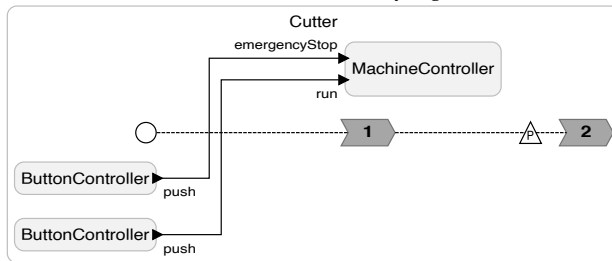 Cutter
emergencyStop
MachineController
run
1
P
2
ButtonController
push
ButtonController
push